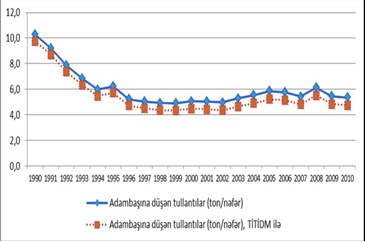 12,0
10,0
8,0
6,0
4,0
2,0
0,0
1990 1991 1992 1993 1994 1995 1996 1997 1998 1999 2000 2001 2002 2003 2004 2005 2006 2007 2008 2009 2010
Adambaşına düşən tullantılar (ton/nəfər)
Adambaşına düşən tullantılar (ton/nəfər), TİTİDM ilə